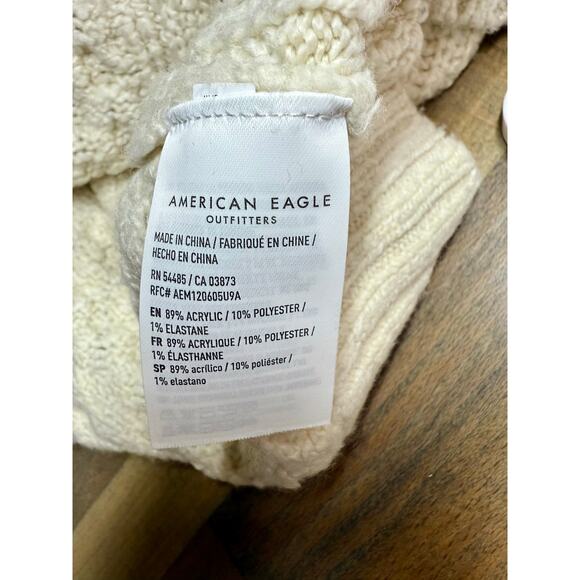 AMERICAN EAGLE
OUTFITTERS
MADE IN CHINA / FABRIQUÉ EN CHINE /
HECHO EN CHINA
RN 54485 / CA 03873
RFC# AEM120605U9A
EN 89% ACRYLIC / 10% POLYESTER /
1% ELASTANE
FR 89% ACRYLIQUE / 10% POLYESTER /
1% ÉLASTHANNE
SP 89% acrílico / 10% poliéster /
1% elastano